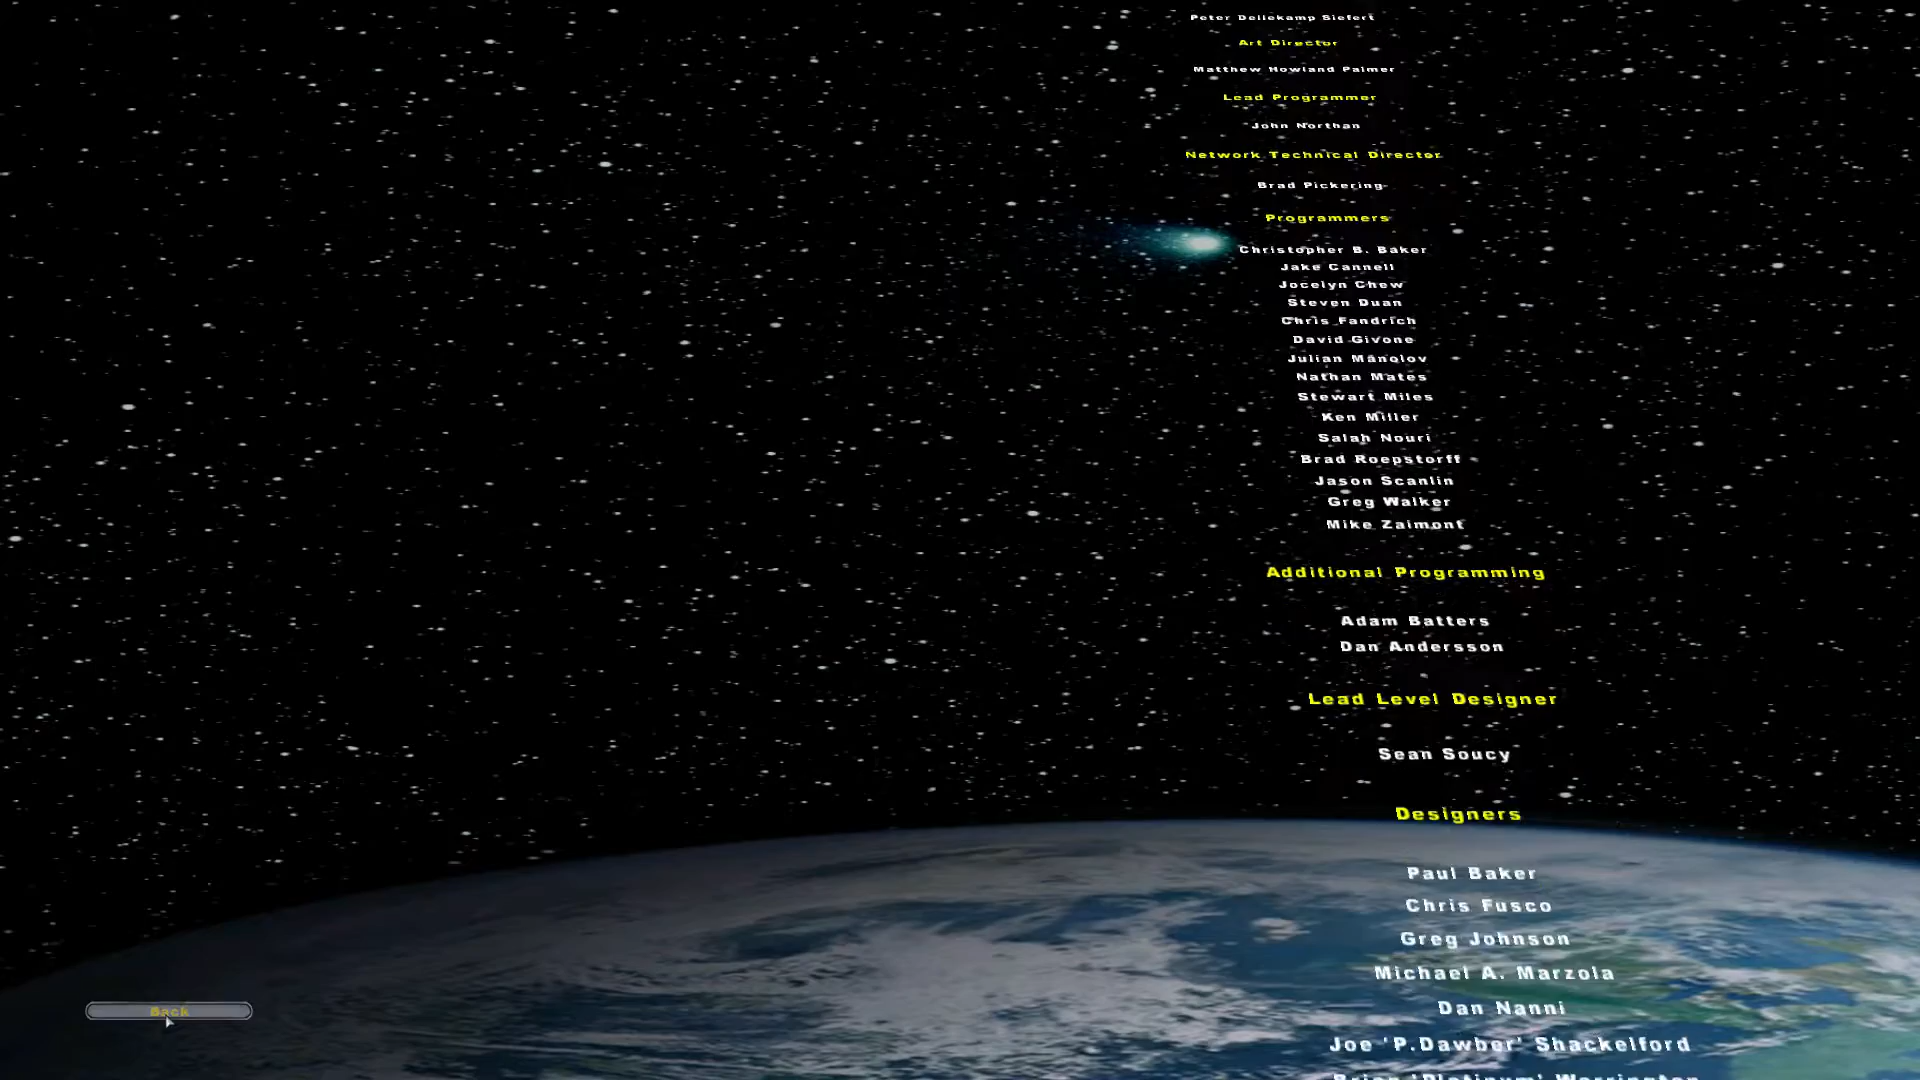 Peter Dellekamp Siefert
Art Director
Matthew Howland Palmer
Lead Programmer
John Northan
Network Technical Director
Brad Pickering
Programmers
Christopher B. Baker
Jake Cannell
Jocelyn Chew
Steven Duan
Chris Fandrich
David Givone
Julian Manolov
Nathan Mates
Stewart Miles
Ken Miller
Salah Nouri
Brad Roepstorff
Jason Scanlin
Greg Walker
Mike Zaimont
Additional Programming
Adam Batters
Dan Andersson
Lead Level Designer
Sean Soucy
Designers
Paul Baker
Chris Fusco
Greg Johnson
Michael A. Marzola
Dan Nanni
Joe 'P.Dawber' Shackelford
Brian 'Platinum' Warrington
Back